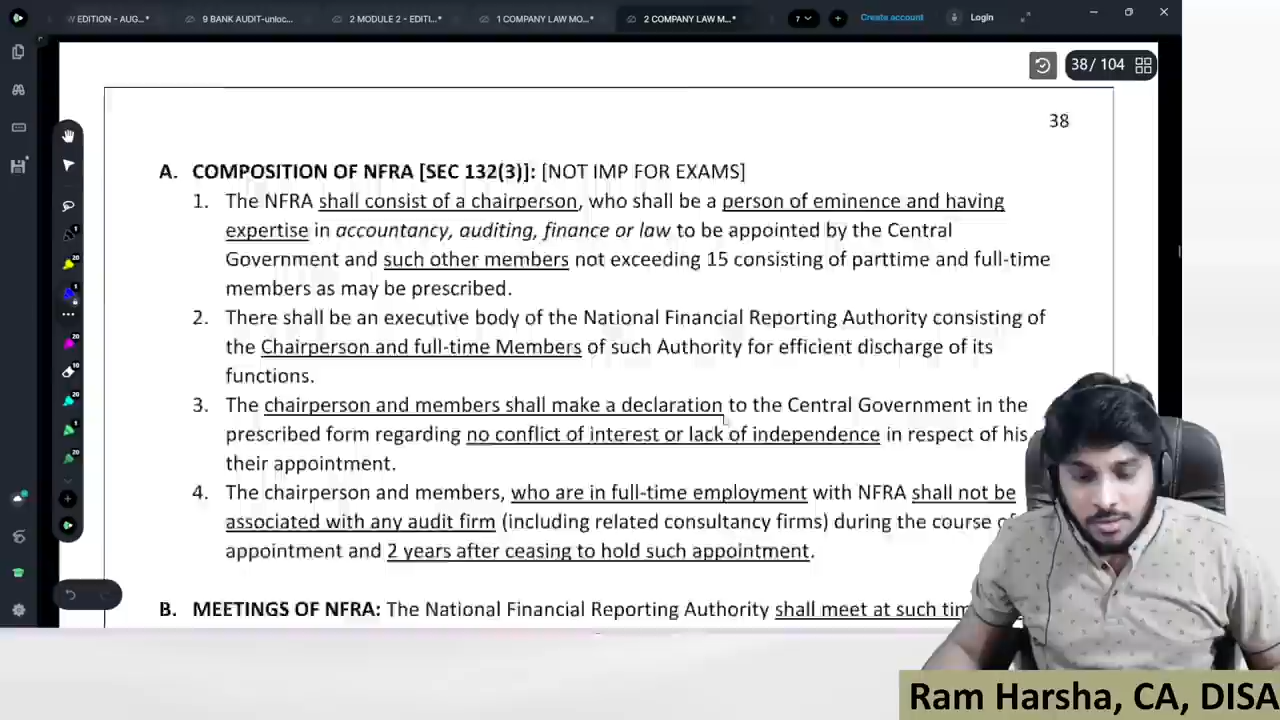 W EDITION - AUG...*
9 BANK AUDIT-unloc...
2 MODULE 2 - EDITI...*
1 COMPANY LAW MO...*
2 COMPANY LAW M...*
7
Create account
Login
38/ 104
38
A. COMPOSITION OF NFRA [SEC 132(3)]: [NOT IMP FOR EXAMS]
1. The NFRA shall consist of a chairperson, who shall be a person of eminence and having
expertise in accountancy, auditing, finance or law to be appointed by the Central
Government and such other members not exceeding 15 consisting of parttime and full-time
members as may be prescribed.
2. There shall be an executive body of the National Financial Reporting Authority consisting of
the Chairperson and full-time Members of such Authority for efficient discharge of its
functions.
3. The chairperson and members shall make a declaration to the Central Government in the
prescribed form regarding no conflict of interest or lack of independence in respect of his
their appointment.
4. The chairperson and members, who are in full-time employment with NFRA shall not be
associated with any audit firm (including related consultancy firms) during the course
appointment and 2 years after ceasing to hold such appointment.
B. MEETINGS OF NFRA: The National Financial Reporting Authority shall meet at such
Ram Harsha, CA, DISA